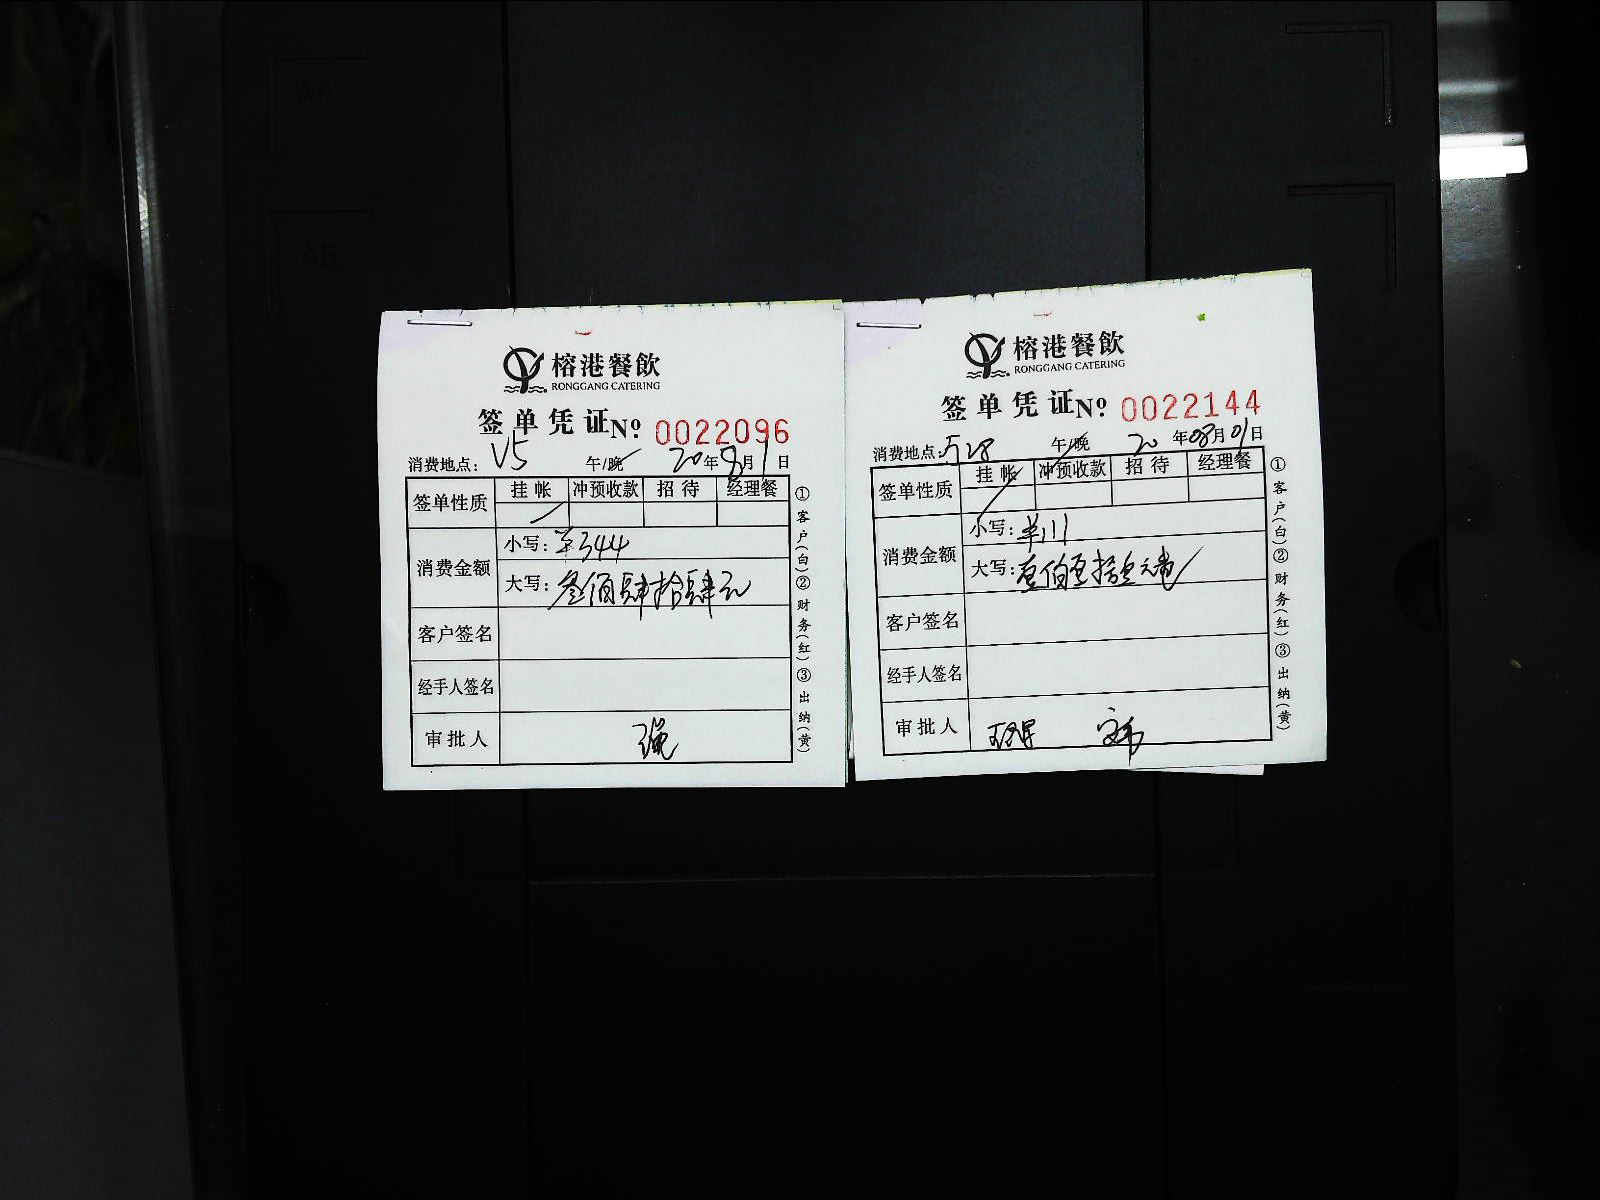 A4
A5
榕港餐飲
RONGGANG CATERING
签单凭证 Nº 0022096
消费地点: V5 午/晚 20年8月1日
签单性质 挂帐 冲预收款 招待 经理餐
消费金额
小写: ¥344
大写: 叁佰肆拾肆元
客户签名
经手人签名
审批人 强
①客户(白)②财务(红)③出纳(黄)
榕港餐飲
RONGGANG CATERING
签单凭证 Nº 0022144
消费地点: 午/晚 20年08月01日
签单性质 挂帐 冲预收款 招待 经理餐
消费金额
小写: ¥111
大写: 壹佰壹拾壹元
客户签名
经手人签名
审批人
①客户(白)②财务(红)③出纳(黄)